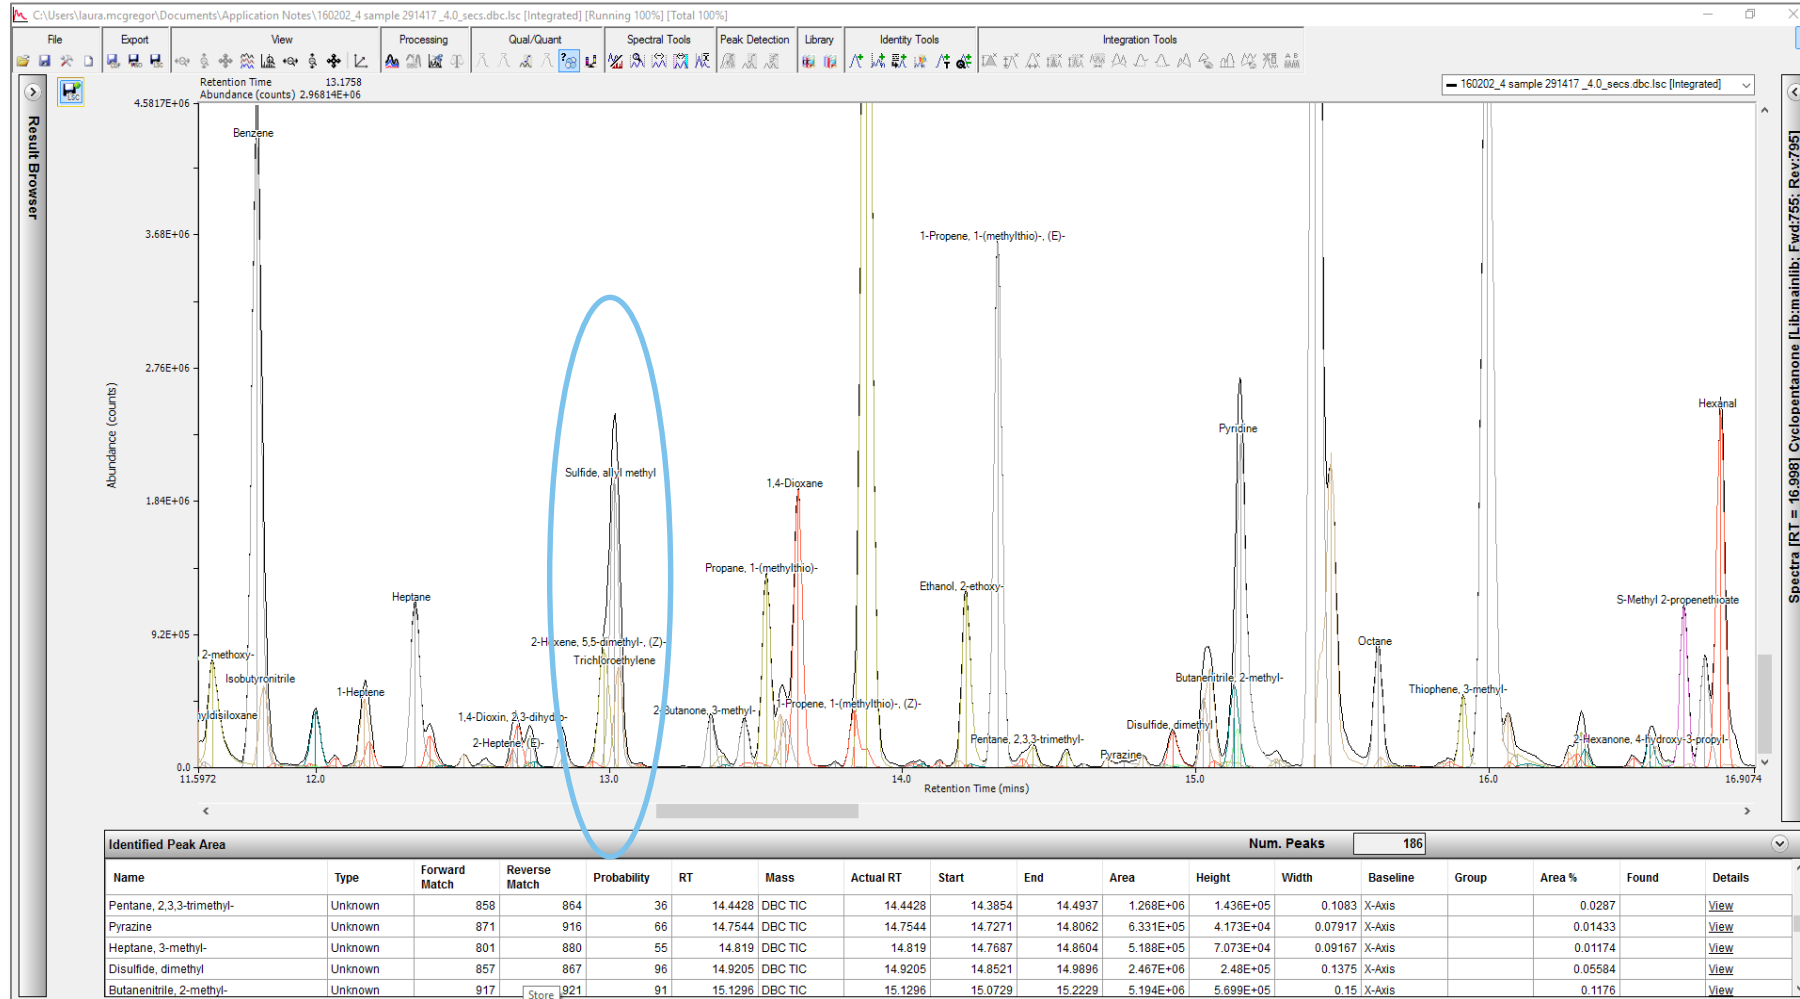 C:\Users\laura.mcgregor\Documents\Application Notes\160202_4 sample 291417 _4.0_secs.dbc.lsc [Integrated] [Running 100%] [Total 100%]
File Export View Processing Qual/Quant Spectral Tools Peak Detection Library Identity Tools Integration Tools
Retention Time 13.1758
Abundance (counts) 2.96814E+06
160202_4 sample 291417 _4.0_secs.dbc.lsc [Integrated]
Result Browser
Spectra [RT = 16.998] Cyclopentanone [Lib:mainlib; Fwd:755; Rev:795]
Abundance (counts)
4.5817E+06
3.68E+06
2.76E+06
1.84E+06
9.2E+05
0.0
Benzene
1-Propene, 1-(methylthio)-, (E)-
Hexanal
Pyridine
Sulfide, allyl methyl
1,4-Dioxane
Propane, 1-(methylthio)-
Ethanol, 2-ethoxy-
Heptane
S-Methyl 2-propenethioate
2-Hexene, 5,5-dimethyl-, (Z)-
Octane
2-methoxy-
Trichloroethylene
Isobutyronitrile
Butanenitrile, 2-methyl-
1-Heptene
Thiophene, 3-methyl-
1-Propene, 1-(methylthio)-, (Z)-
2-Butanone, 3-methyl-
hyldisiloxane
1,4-Dioxin, 2,3-dihydro-
Disulfide, dimethyl
2-Heptene, (E)-
Pentane, 2,3,3-trimethyl-
2-Hexanone, 4-hydroxy-3-propyl-
Pyrazine
11.5972 12.0 13.0 14.0 15.0 16.0 16.9074
Retention Time (mins)
Identified Peak Area Num. Peaks 186
Name Type Forward Match Reverse Match Probability RT Mass Actual RT Start End Area Height Width Baseline Group Area % Found Details
Pentane, 2,3,3-trimethyl- Unknown 858 864 36 14.4428 DBC TIC 14.4428 14.3854 14.4937 1.268E+06 1.436E+05 0.1083 X-Axis 0.0287 View
Pyrazine Unknown 871 916 66 14.7544 DBC TIC 14.7544 14.7271 14.8062 6.331E+05 4.173E+04 0.07917 X-Axis 0.01433 View
Heptane, 3-methyl- Unknown 801 880 55 14.819 DBC TIC 14.819 14.7687 14.8604 5.188E+05 7.073E+04 0.09167 X-Axis 0.01174 View
Disulfide, dimethyl Unknown 857 867 96 14.9205 DBC TIC 14.9205 14.8521 14.9896 2.467E+06 2.48E+05 0.1375 X-Axis 0.05584 View
Butanenitrile, 2-methyl- Unknown 917 921 91 15.1296 DBC TIC 15.1296 15.0729 15.2229 5.194E+06 5.699E+05 0.15 X-Axis 0.1176 View
Store